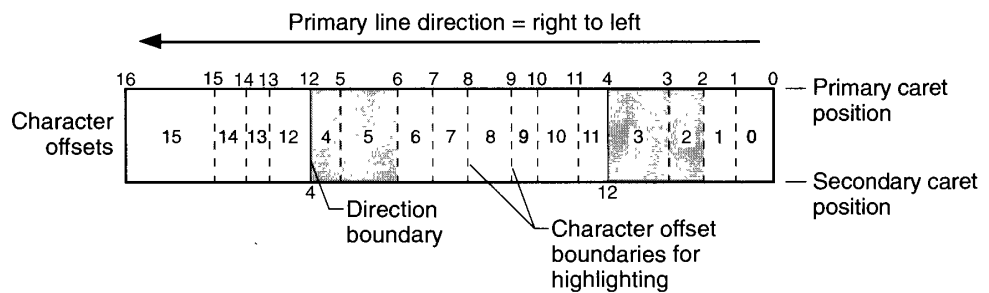 Primary line direction = right to left
16 15 14 13 12 5 6 7 8 9 10 11 4 3 2 1 0
Primary caret
position
Character
offsets
15 14 13 12 4 5 6 7 8 9 10 11 3 2 1 0
4 12
Secondary caret
position
Direction
boundary
Character offset
boundaries for
highlighting